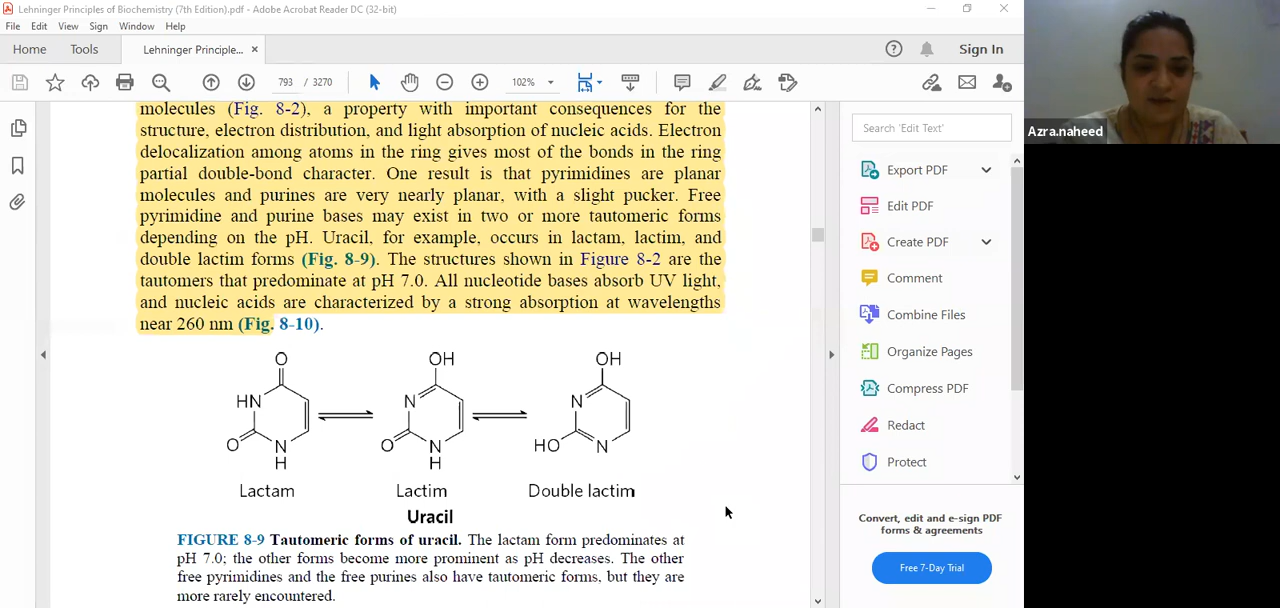 Lehninger Principles of Biochemistry (7th Edition).pdf - Adobe Acrobat Reader DC (32-bit)
File Edit View Sign Window Help
Home Tools Lehninger Principle... × Sign In
793 / 3270 102%
molecules (Fig. 8-2), a property with important consequences for the
structure, electron distribution, and light absorption of nucleic acids. Electron
delocalization among atoms in the ring gives most of the bonds in the ring
partial double-bond character. One result is that pyrimidines are planar
molecules and purines are very nearly planar, with a slight pucker. Free
pyrimidine and purine bases may exist in two or more tautomeric forms
depending on the pH. Uracil, for example, occurs in lactam, lactim, and
double lactim forms (Fig. 8-9). The structures shown in Figure 8-2 are the
tautomers that predominate at pH 7.0. All nucleotide bases absorb UV light,
and nucleic acids are characterized by a strong absorption at wavelengths
near 260 nm (Fig. 8-10).
O OH OH
HN N N
O N O N HO N
H H
Lactam Lactim Double lactim
Uracil
FIGURE 8-9 Tautomeric forms of uracil. The lactam form predominates at
pH 7.0; the other forms become more prominent as pH decreases. The other
free pyrimidines and the free purines also have tautomeric forms, but they are
more rarely encountered.
Search 'Edit Text'
Export PDF
Edit PDF
Create PDF
Comment
Combine Files
Organize Pages
Compress PDF
Redact
Protect
Convert, edit and e-sign PDF
forms & agreements
Free 7-Day Trial
Azra.naheed